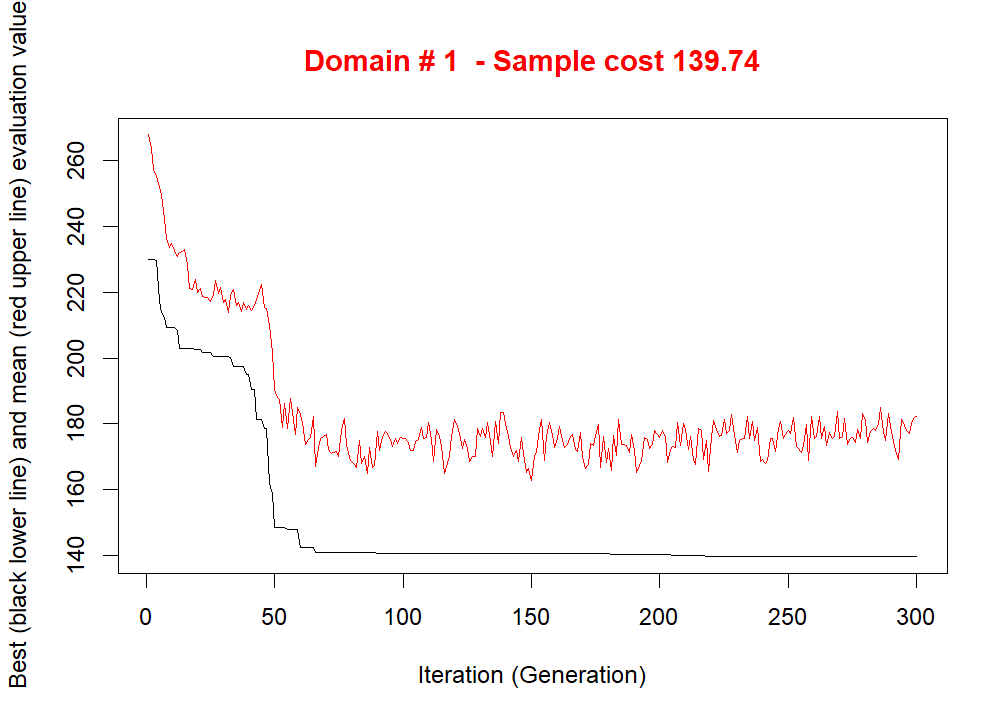 Domain # 1  - Sample cost 139.74
Best (black lower line) and mean (red upper line) evaluation value
260
240
220
200
180
160
140
0 50 100 150 200 250 300
Iteration (Generation)